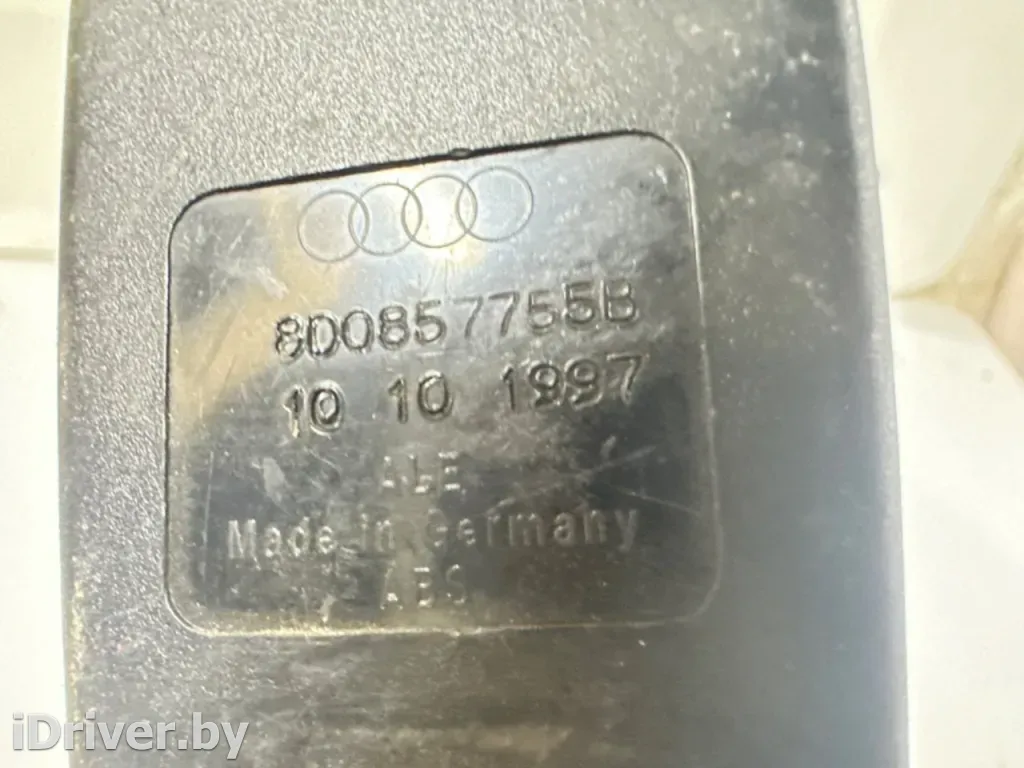 8D0857755B
10 10 1997
ALE
Made in Germany
ABS
iDriver.by